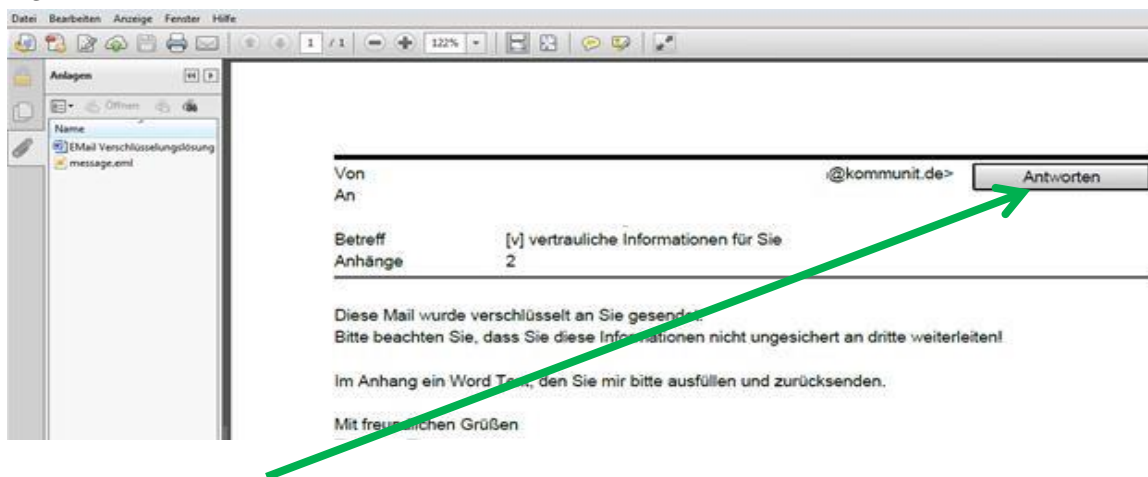 Datei Bearbeiten Anzeige Fenster Hilfe
1 / 1 122%
Anlagen
Öffnen
Name
EMail Verschlüsselungslösung
message.eml
Von @kommunit.de> Antworten
An
Betreff [v] vertrauliche Informationen für Sie
Anhänge 2
Diese Mail wurde verschlüsselt an Sie gesendet.
Bitte beachten Sie, dass Sie diese Informationen nicht ungesichert an dritte weiterleiten!
Im Anhang ein Word Text, den Sie mir bitte ausfüllen und zurücksenden.
Mit freundlichen Grüßen